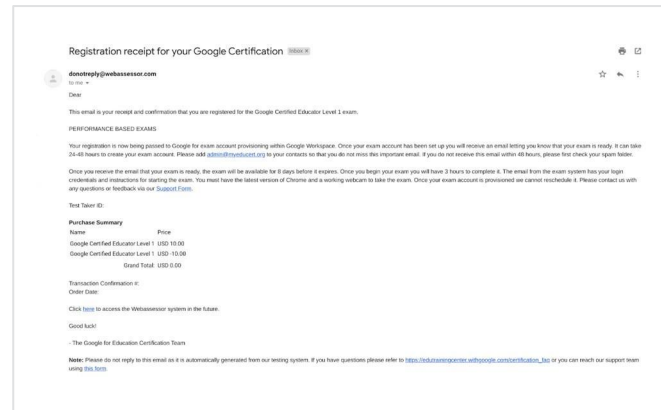 Registration receipt for your Google Certification Inbox ×
donotreply@webassessor.com
to me
Dear
This email is your receipt and confirmation that you are registered for the Google Certified Educator Level 1 exam.
PERFORMANCE BASED EXAMS
Your registration is now being passed to Google for exam account provisioning within Google Workspace. Once your exam account has been set up you will receive an email letting you know that your exam is ready. It can take
24-48 hours to create your exam account. Please add admin@myeducert.org to your contacts so that you do not miss this important email. If you do not receive this email within 48 hours, please first check your spam folder.
Once you receive the email that your exam is ready, the exam will be available for 8 days before it expires. Once you begin your exam you will have 3 hours to complete it. The email from the exam system has your login
credentials and instructions for starting the exam. You must have the latest version of Chrome and a working webcam to take the exam. Once your exam account is provisioned we cannot reschedule it. Please contact us with
any questions or feedback via our Support Form.
Test Taker ID:
Purchase Summary
Name Price
Google Certified Educator Level 1 USD 10.00
Google Certified Educator Level 1 USD -10.00
Grand Total: USD 0.00
Transaction Confirmation #:
Order Date:
Click here to access the Webassessor system in the future.
Good luck!
- The Google for Education Certification Team
Note: Please do not reply to this email as it is automatically generated from our testing system. If you have questions please refer to https://edutrainingcenter.withgoogle.com/certification_faq or you can reach our support team
using this form.